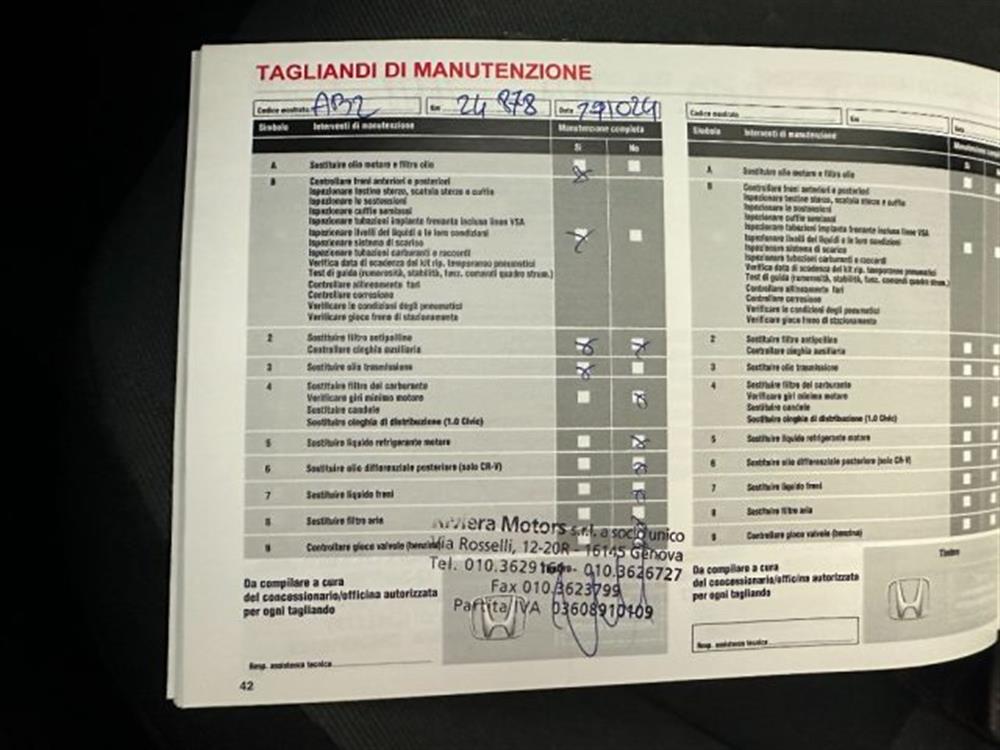 TAGLIANDI DI MANUTENZIONE
Codice mostrato AB2 Km 24 878 Data
Simbolo Interventi di manutenzione Manutenzione completa
Si No
A Sostituire olio motore e filtro olio
B Controllare freni anteriori e posteriori
Ispezionare testine sterzo, scatola sterzo e cuffie
Ispezionare le sospensioni
Ispezionare cuffie semiassi
Ispezionare tubazioni impianto frenante incluso linee VSA
Ispezionare livelli dei liquidi e le loro condizioni
Ispezionare sistema di scarico
Ispezionare tubazioni carburante e raccordi
Verifica data di scadenza del kit rip. temporanea pneumatici
Test di guida (rumorosità, stabilità, funz. comandi quadro strum.)
Controllare allineamento fari
Controllare corrosione
Verificare le condizioni degli pneumatici
Verificare gioco freno di stazionamento
2 Sostituire filtro antipolline
Controllare cinghia ausiliaria
3 Sostituire olio trasmissione
4 Sostituire filtro del carburante
Verificare giri minimo motore
Sostituire candele
Sostituire cinghia di distribuzione (1.0 Civic)
5 Sostituire liquido refrigerante motore
6 Sostituire olio differenziale posteriore (solo CR-V)
7 Sostituire liquido freni
8 Sostituire filtro aria
9 Controllare gioco valvole (benzina)
Riviera Motors s.r.l. a socio unico
Via Rosselli, 12-20R - 16145 Genova
Tel. 010.3629160 - 010.3626727
Fax 010.3623799
Partita IVA 03608910109
Da compilare a cura
del concessionario/officina autorizzata
per ogni tagliando
Resp. assistenza tecnica
42
Codice mostrato Km Data
Simbolo Interventi di manutenzione Manutenzione
Si
A Sostituire olio motore e filtro olio
B Controllare freni anteriori e posteriori
Ispezionare testine sterzo, scatola sterzo e cuffie
Ispezionare le sospensioni
Ispezionare cuffie semiassi
Ispezionare tubazioni impianto frenante incluso linee VSA
Ispezionare livelli dei liquidi e le loro condizioni
Ispezionare sistema di scarico
Ispezionare tubazioni carburante e raccordi
Verifica data di scadenza del kit rip. temporanea pneumatici
Test di guida (rumorosità, stabilità, funz. comandi quadro strum.)
Controllare allineamento fari
Controllare corrosione
Verificare le condizioni degli pneumatici
Verificare gioco freno di stazionamento
2 Sostituire filtro antipolline
Controllare cinghia ausiliaria
3 Sostituire olio trasmissione
4 Sostituire filtro del carburante
Verificare giri minimo motore
Sostituire candele
Sostituire cinghia di distribuzione (1.0 Civic)
5 Sostituire liquido refrigerante motore
6 Sostituire olio differenziale posteriore (solo CR-V)
7 Sostituire liquido freni
8 Sostituire filtro aria
9 Controllare gioco valvole (benzina)
Timbro
Da compilare a cura
del concessionario/officina autorizzata
per ogni tagliando
Resp. assistenza tecnica